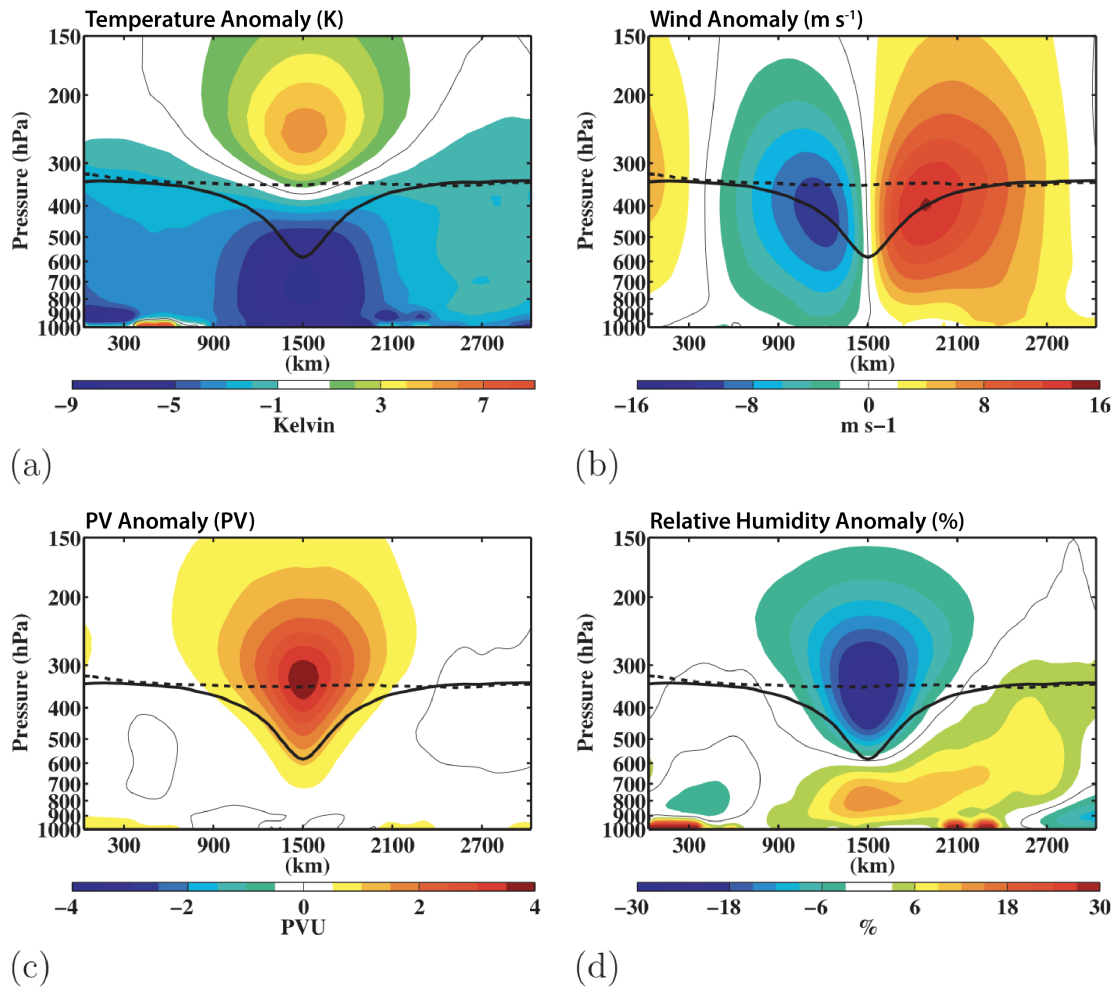 Temperature Anomaly (K)
150
200
300
400
500
600
700
800
900
1000
Pressure (hPa)
300 900 1500 2100 2700
(km)
−9 −5 −1 3 7
Kelvin
(a)
Wind Anomaly (m s-1)
150
200
300
400
500
600
700
800
900
1000
Pressure (hPa)
300 900 1500 2100 2700
(km)
−16 −8 0 8 16
m s−1
(b)
PV Anomaly (PV)
150
200
300
400
500
600
700
800
900
1000
Pressure (hPa)
300 900 1500 2100 2700
(km)
−4 −2 0 2 4
PVU
(c)
Relative Humidity Anomaly (%)
150
200
300
400
500
600
700
800
900
1000
Pressure (hPa)
300 900 1500 2100 2700
(km)
−30 −18 −6 6 18 30
%
(d)